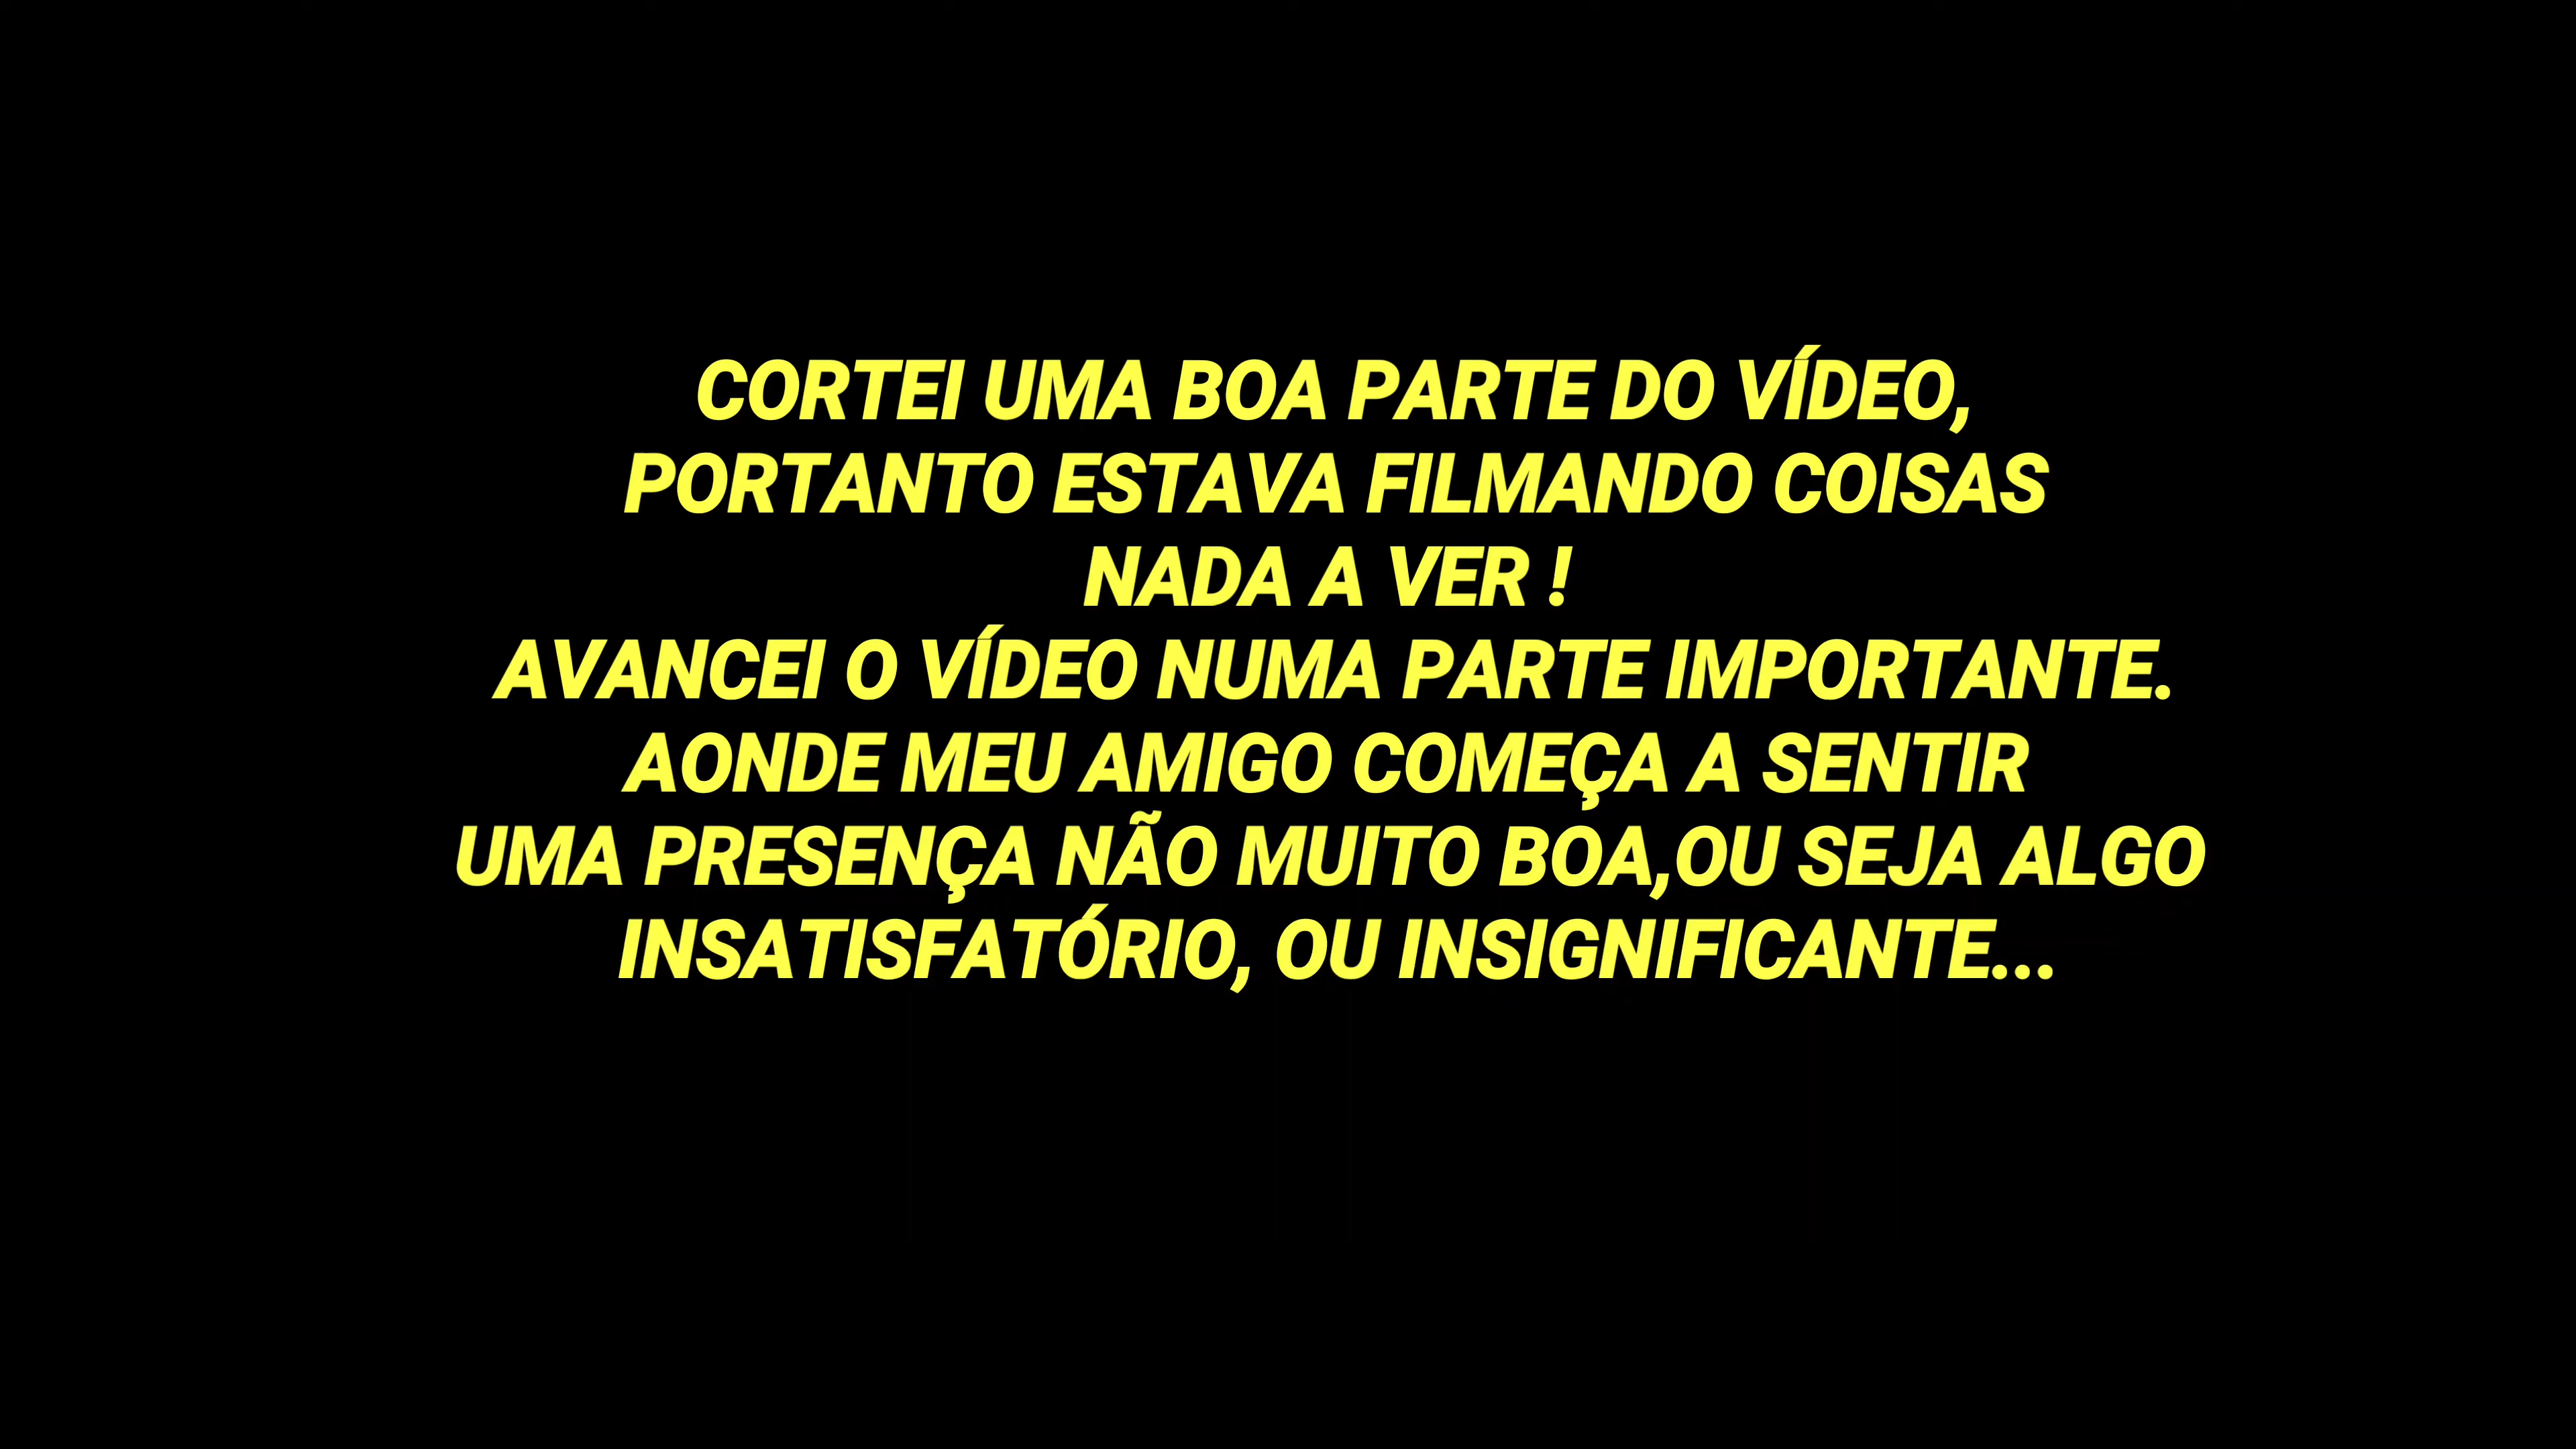 CORTEI UMA BOA PARTE DO VÍDEO,
PORTANTO ESTAVA FILMANDO COISAS
NADA A VER !
AVANCEI O VÍDEO NUMA PARTE IMPORTANTE.
AONDE MEU AMIGO COMEÇA A SENTIR
UMA PRESENÇA NÃO MUITO BOA,OU SEJA ALGO
INSATISFATÓRIO, OU INSIGNIFICANTE...